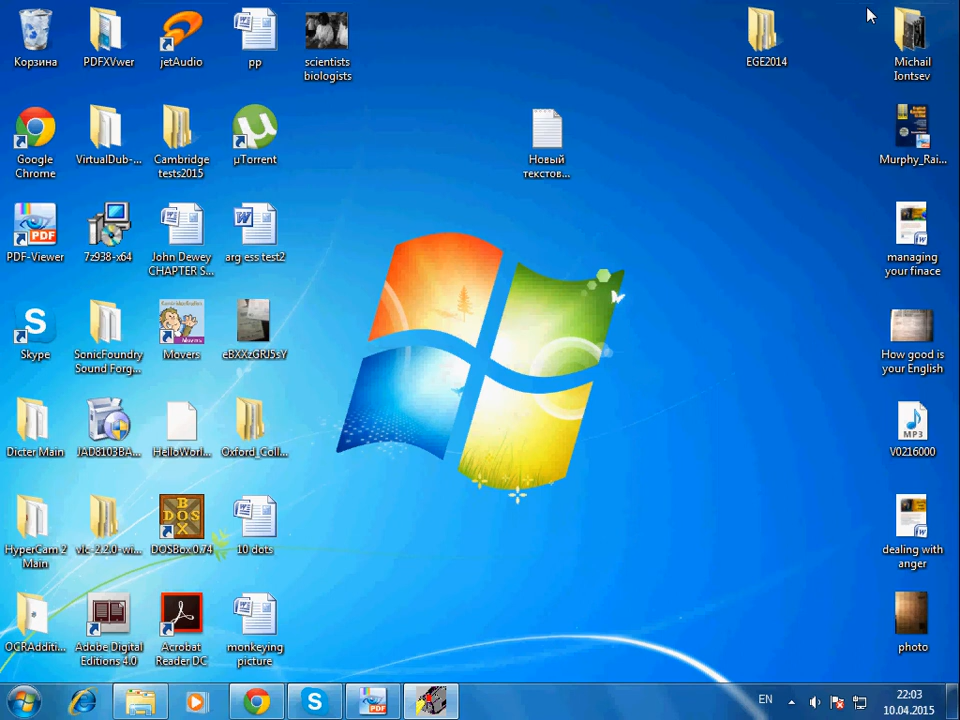 Корзина
PDFXVwer
jetAudio
pp
scientists
biologists
EGE2014
Michail
Iontsev
Google
Chrome
VirtualDub-...
Cambridge
tests2015
µTorrent
Новый
текстов...
Murphy_Rai...
PDF-Viewer
7z938-x64
John Dewey
CHAPTER S...
arg ess test2
managing
your finace
Skype
SonicFoundry
Sound Forg...
Movers
eBXXzGRJ5sY
How good is
your English
Dicter Main
JAD8103BA...
HelloWorl...
Oxford_Coll...
MP3
V0216000
HyperCam 2
Main
vlc-2.2.0-wi...
BOX
DOS
DOSBox 0.74
10 dots
dealing with
anger
OCRAdditi...
Adobe Digital
Editions 4.0
Acrobat
Reader DC
monkeying
picture
photo
EN
22:03
10.04.2015